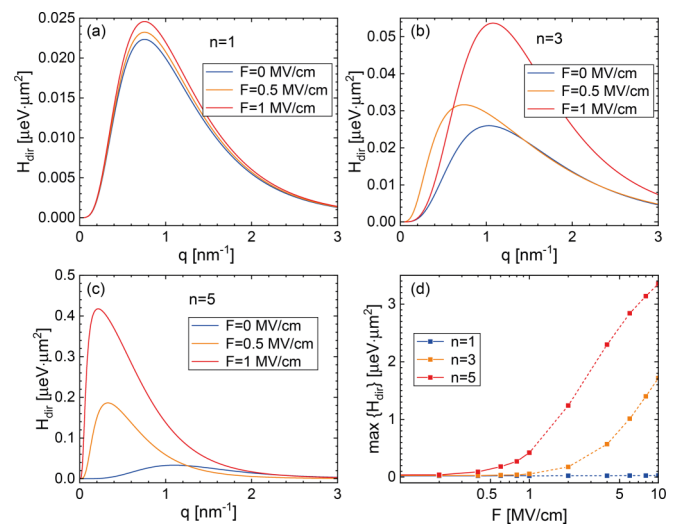 (a)
n=1
F=0 MV/cm
F=0.5 MV/cm
F=1 MV/cm
0.025
0.020
0.015
0.010
0.005
0.000
H_dir [µeV·µm²]
0 1 2 3
q [nm⁻¹]
(b)
n=3
F=0 MV/cm
F=0.5 MV/cm
F=1 MV/cm
0.05
0.04
0.03
0.02
0.01
0.00
H_dir [µeV·µm²]
0 1 2 3
q [nm⁻¹]
(c)
n=5
F=0 MV/cm
F=0.5 MV/cm
F=1 MV/cm
0.5
0.4
0.3
0.2
0.1
0.0
H_dir [µeV·µm²]
0 1 2 3
q [nm⁻¹]
(d)
n=1
n=3
n=5
3
2
1
0
max {H_dir} [µeV·µm²]
0.5 1 5 10
F [MV/cm]